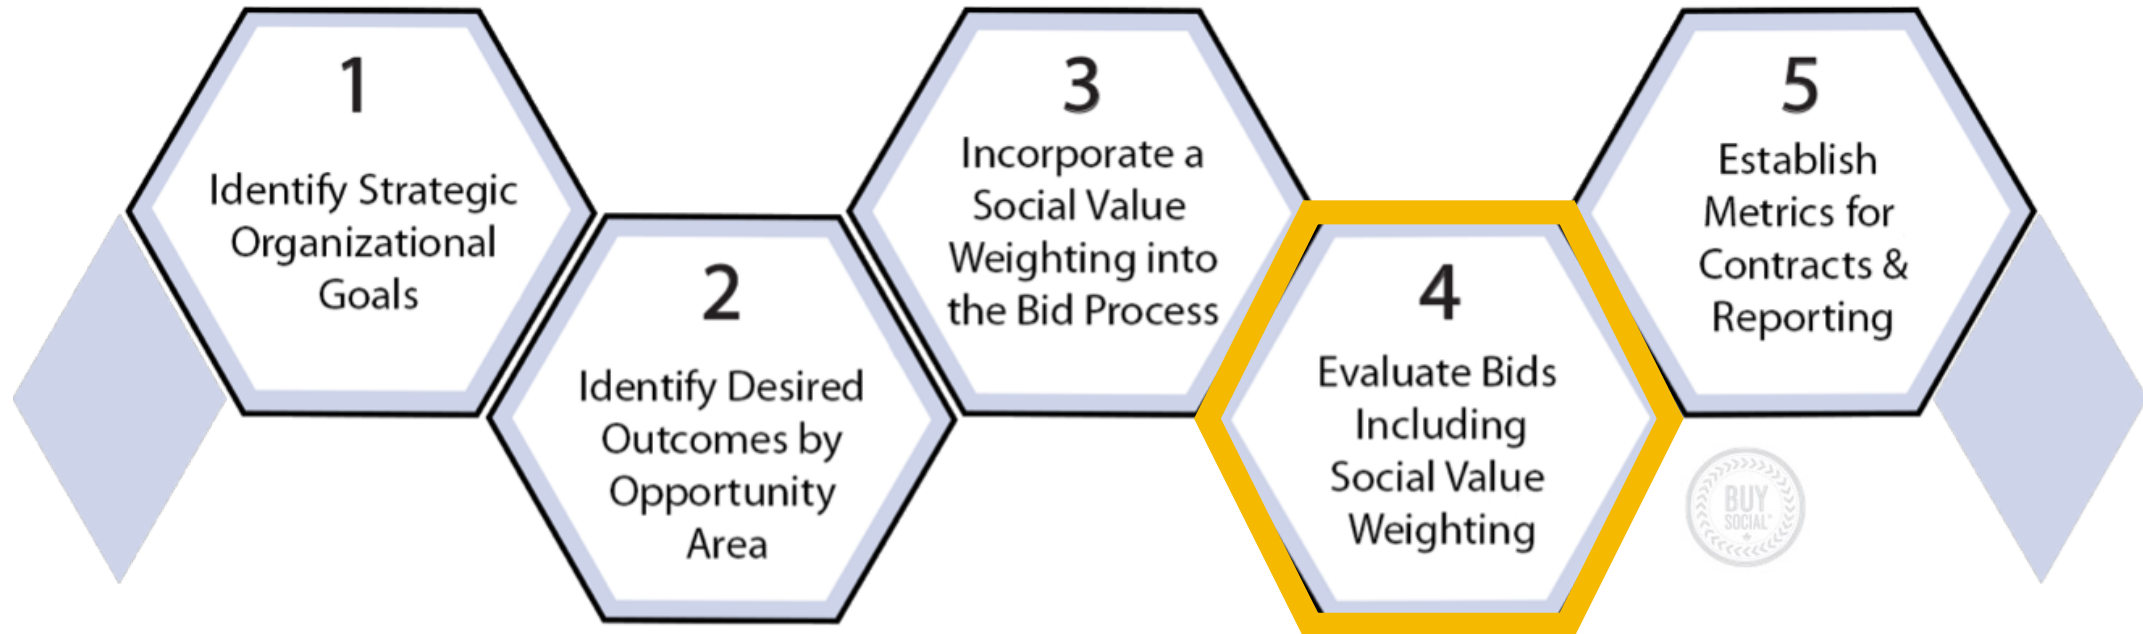 1
Identify Strategic
Organizational
Goals
2
Identify Desired
Outcomes by
Opportunity
Area
3
Incorporate a
Social Value
Weighting into
the Bid Process
4
Evaluate Bids
Including
Social Value
Weighting
5
Establish
Metrics for
Contracts &
Reporting
BUY
SOCIAL